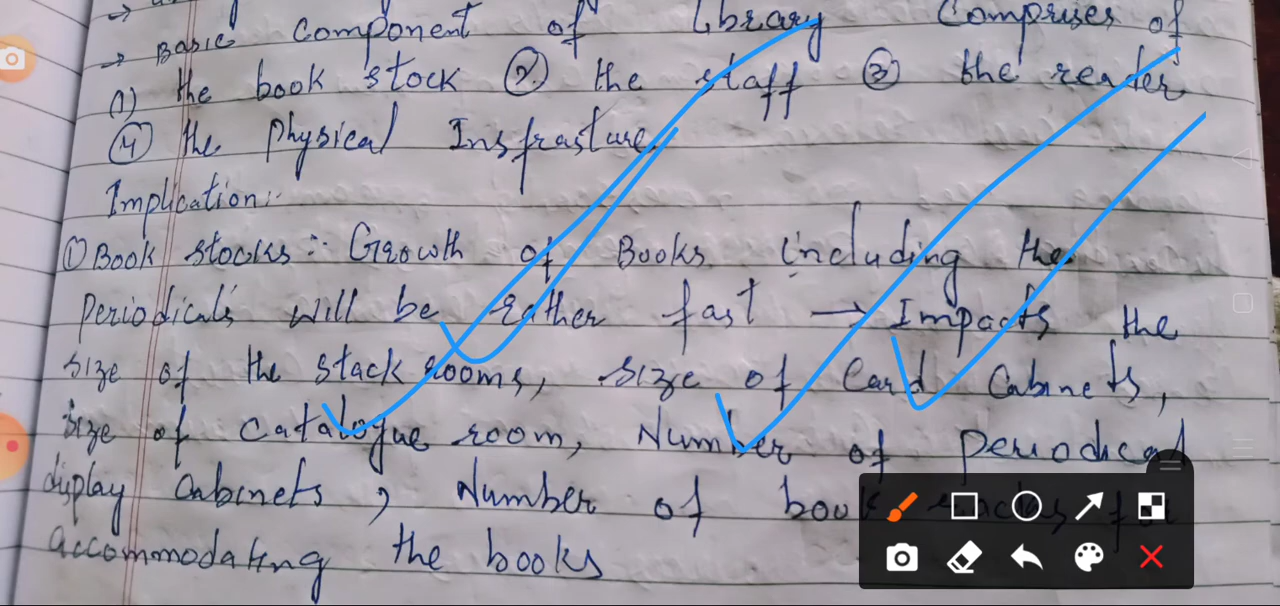 → Basic Component of Library Comprises of
(1) the book stock (2) the staff (3) the reader
(4) the Physical Insfrasture.
Implication:-
(1) Book stocks :- Growth of Books including the
Periodicals will be rather fast → Impacts the
size of the stack rooms, size of Card Cabinets,
size of Catalogue room, Number of Periodical
display Cabinets, Number of book
accommodating the books